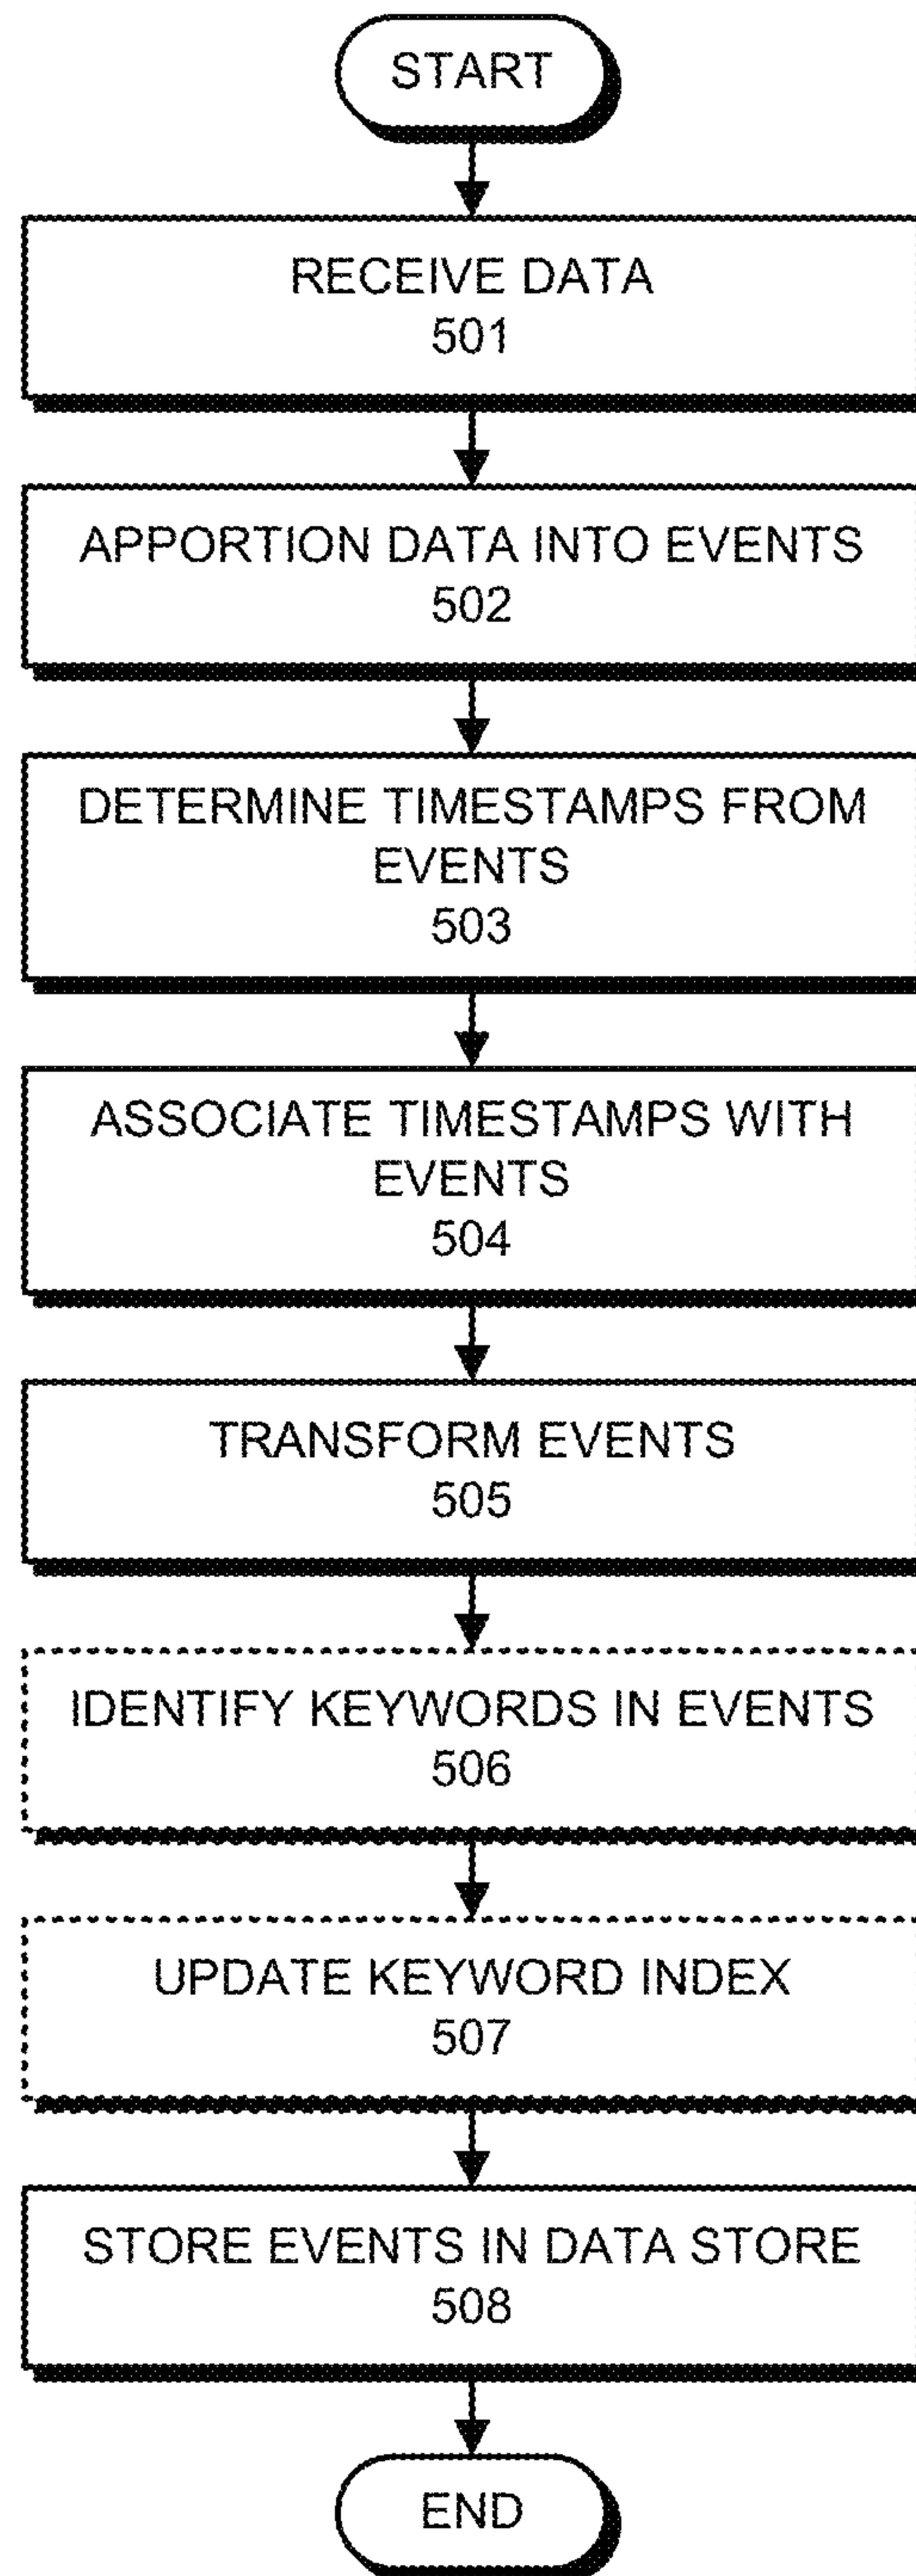 START
RECEIVE DATA
501
APPORTION DATA INTO EVENTS
502
DETERMINE TIMESTAMPS FROM
EVENTS
503
ASSOCIATE TIMESTAMPS WITH
EVENTS
504
TRANSFORM EVENTS
505
IDENTIFY KEYWORDS IN EVENTS
506
UPDATE KEYWORD INDEX
507
STORE EVENTS IN DATA STORE
508
END